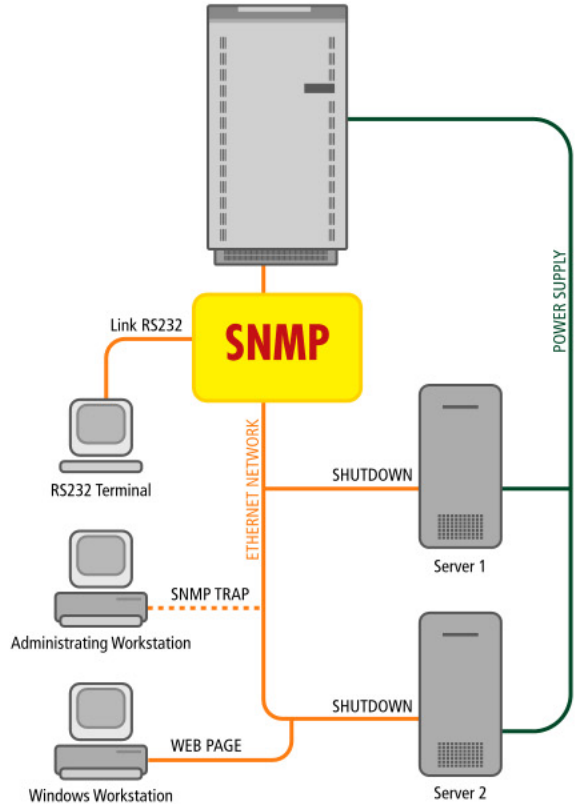 Link RS232
SNMP
POWER SUPPLY
RS232 Terminal
ETHERNET NETWORK
SHUTDOWN
Server 1
SNMP TRAP
Administrating Workstation
SHUTDOWN
WEB PAGE
Windows Workstation
Server 2